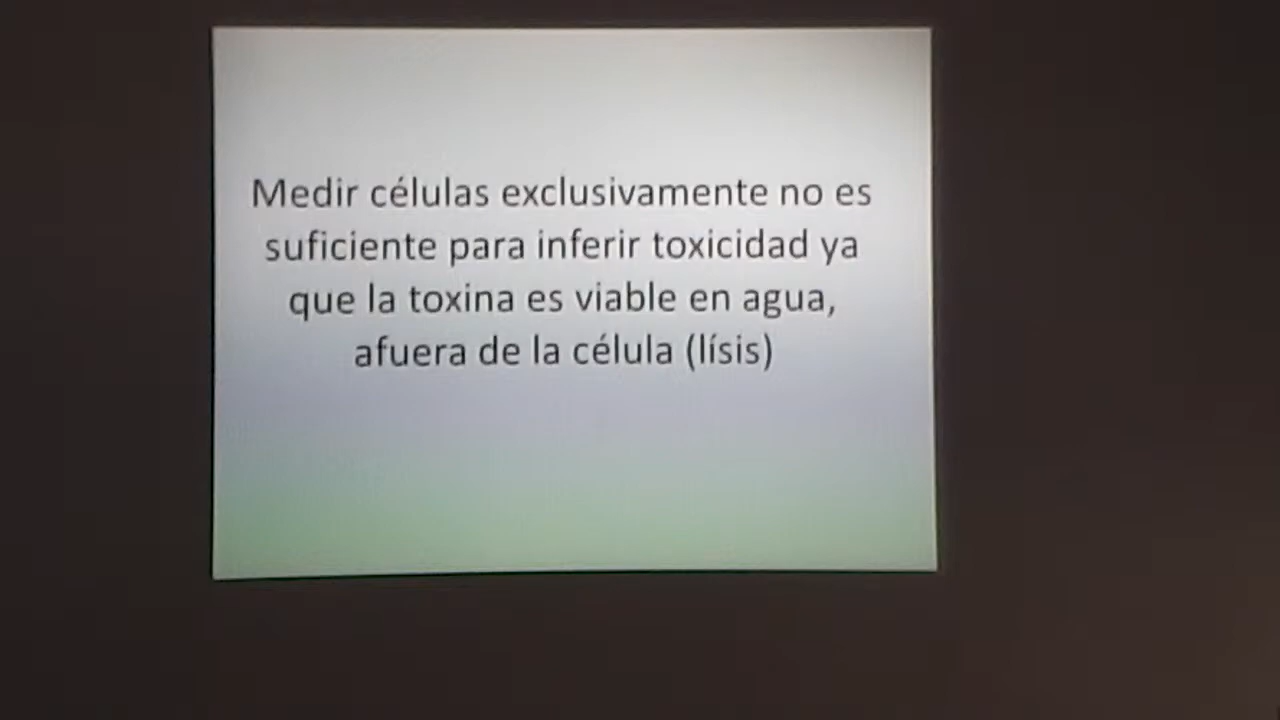 Medir células exclusivamente no es
suficiente para inferir toxicidad ya
que la toxina es viable en agua,
afuera de la célula (lísis)